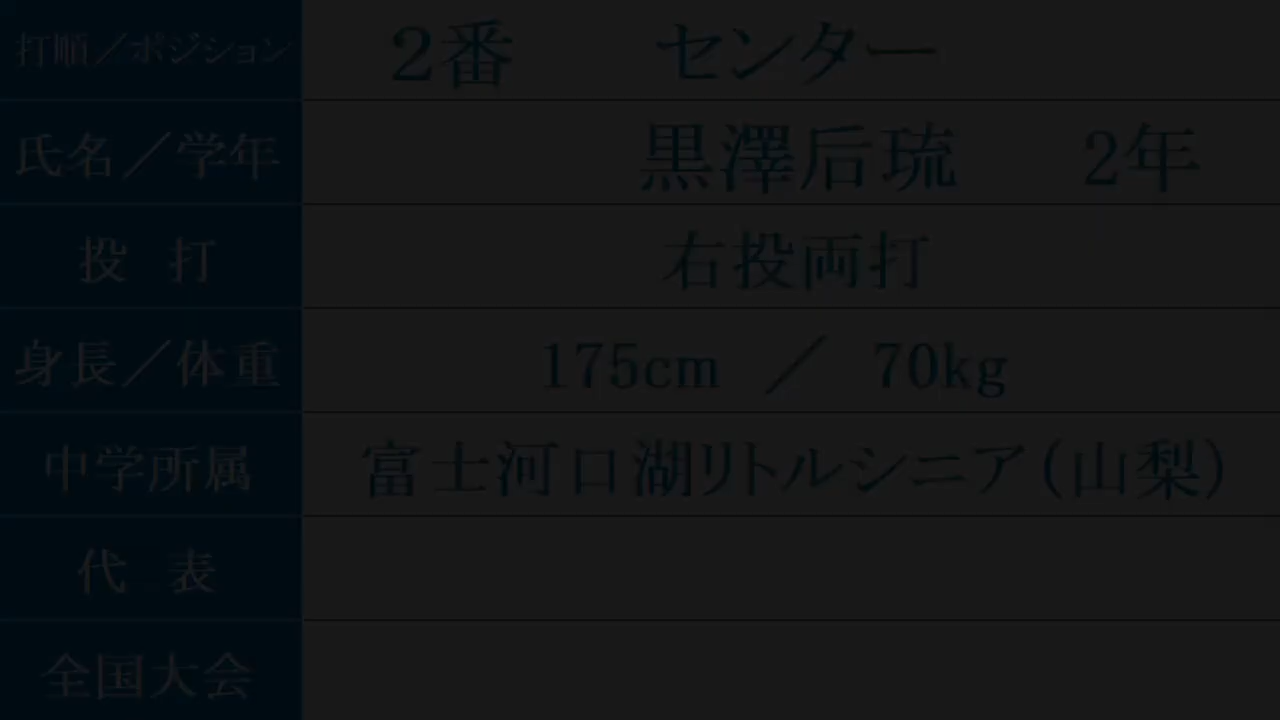 打順／ポジション 2番 センター
氏名／学年 黒澤后琉 2年
投 打 右投両打
身長／体重 175cm ／ 70kg
中学所属 富士河口湖リトルシニア(山梨)
代 表
全国大会